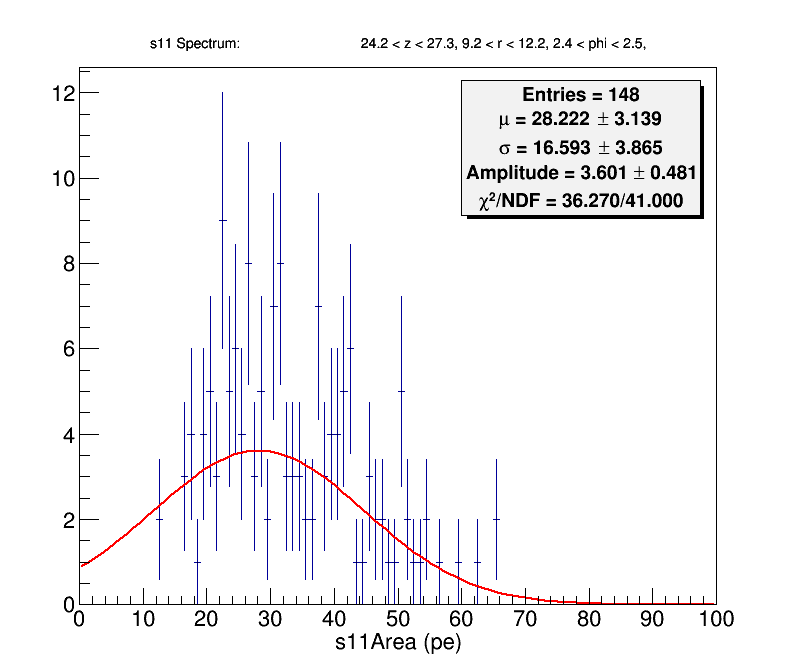 s11 Spectrum: 24.2 < z < 27.3, 9.2 < r < 12.2, 2.4 < phi < 2.5,
Entries = 148
μ = 28.222 ± 3.139
σ = 16.593 ± 3.865
Amplitude = 3.601 ± 0.481
χ²/NDF = 36.270/41.000
12
10
8
6
4
2
0
0 10 20 30 40 50 60 70 80 90 100
s11Area (pe)